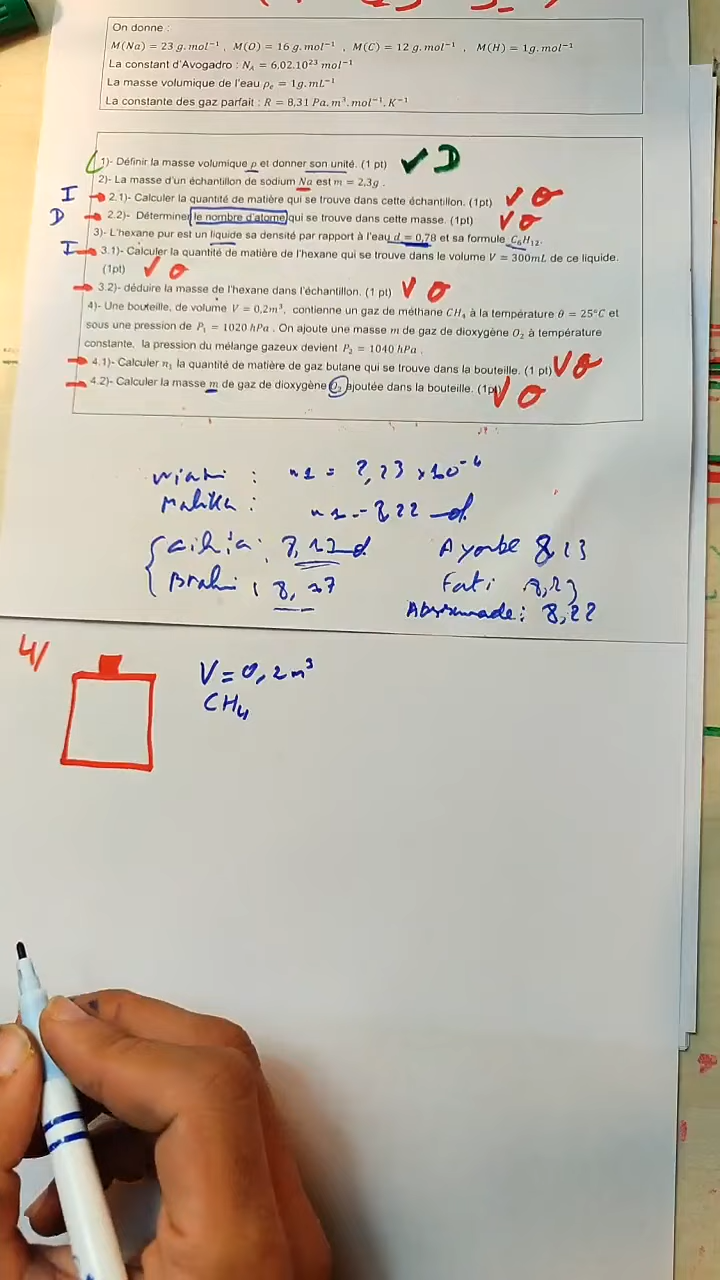 On donne :
M(Na) = 23 g.mol⁻¹ , M(O) = 16 g.mol⁻¹ , M(C) = 12 g.mol⁻¹ , M(H) = 1g.mol⁻¹
La constant d'Avogadro : N_A = 6,02.10²³ mol⁻¹
La masse volumique de l'eau ρₑ = 1g.mL⁻¹
La constante des gaz parfait : R = 8,31 Pa.m³.mol⁻¹.K⁻¹
1)- Définir la masse volumique ρ et donner son unité. (1 pt) ✓ D
2)- La masse d'un échantillon de sodium Na est m = 2,3g .
I → 2.1)- Calculer la quantité de matière qui se trouve dans cette échantillon. (1pt) ✓
D → 2.2)- Déterminer le nombre d'atome qui se trouve dans cette masse. (1pt) ✓
3)- L'hexane pur est un liquide sa densité par rapport à l'eau d = 0,78 et sa formule C₆H₁₂.
I → 3.1)- Calculer la quantité de matière de l'hexane qui se trouve dans le volume V = 300mL de ce liquide.
(1pt) ✓
→ 3.2)- déduire la masse de l'hexane dans l'échantillon. (1 pt) ✓
4)- Une bouteille, de volume V = 0,2m³, contienne un gaz de méthane CH₄ à la température θ = 25°C et
sous une pression de P₁ = 1020 hPa . On ajoute une masse m de gaz de dioxygène O₂ à température
constante, la pression du mélange gazeux devient P₂ = 1040 hPa .
→ 4.1)- Calculer n₁ la quantité de matière de gaz butane qui se trouve dans la bouteille. (1 pt) ✓
→ 4.2)- Calculer la masse m de gaz de dioxygène O₂ ajoutée dans la bouteille. (1pt) ✓
Malika :
Ayoube 8,23
Fati 8,23
8,22
4/
V = 0,2 m³
CH₄